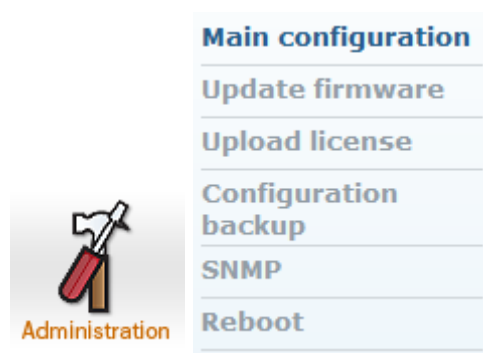 Main configuration
Update firmware
Upload license
Configuration
backup
SNMP
Reboot
Administration